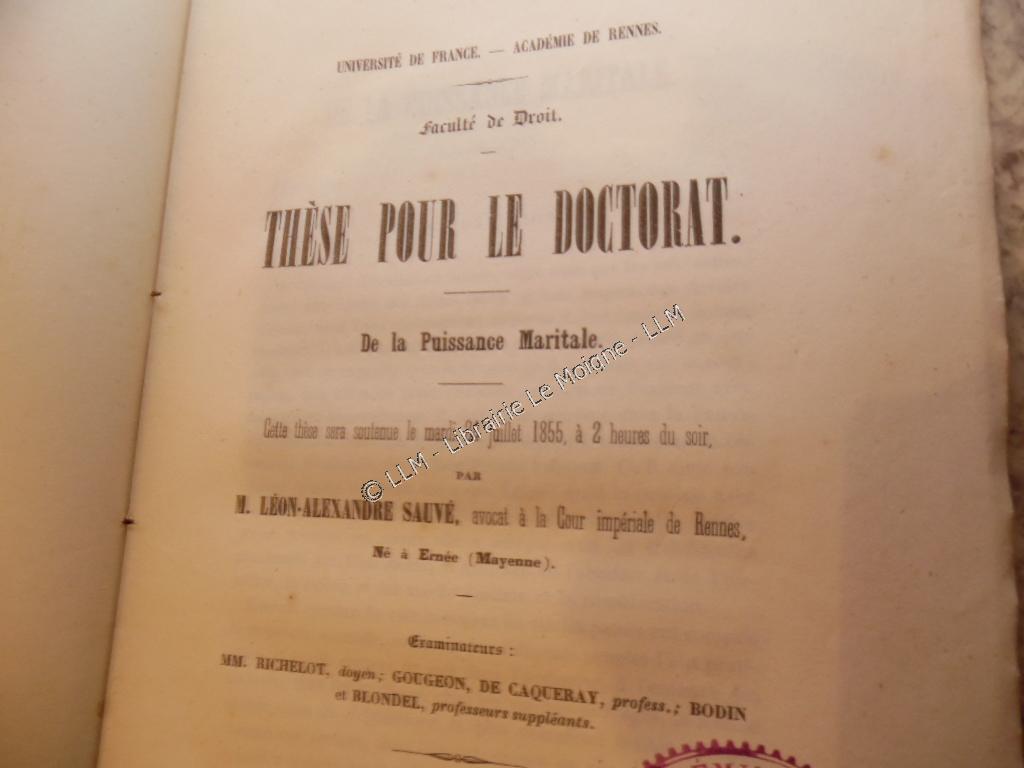 UNIVERSITÉ DE FRANCE. — ACADÉMIE DE RENNES.
Faculté de Droit.
THÈSE POUR LE DOCTORAT.
De la Puissance Maritale.
Cette thèse sera soutenue le mardi juillet 1855, à 2 heures du soir,
PAR
M. LÉON-ALEXANDRE SAUVÉ, avocat à la Cour impériale de Rennes,
Né à Ernée (Mayenne).
Examinateurs :
MM. RICHELOT, doyen; GOUGEON, DE CAQUERAY, profess.; BODIN
et BLONDEL, professeurs suppléants.
© LLM - Librairie Le Moigne - LLM